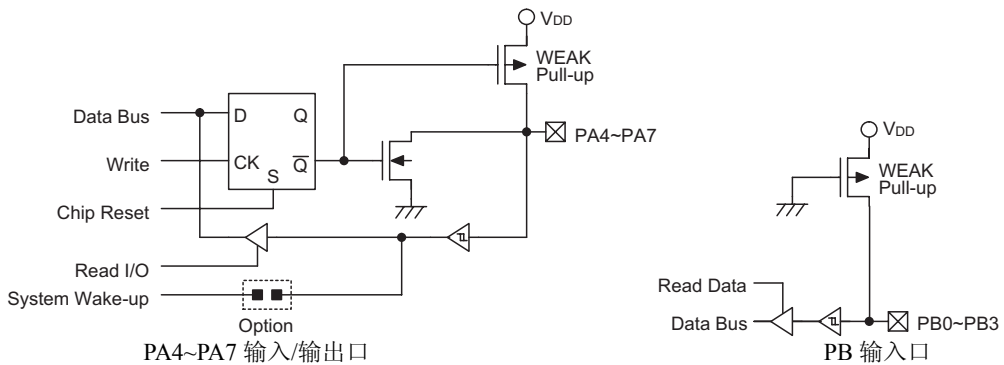 VDD
WEAK
Pull-up
Data Bus
D
Q
PA4~PA7
Write
CK
Q
S
Chip Reset
Read I/O
System Wake-up
Option
PA4~PA7 输入/输出口
VDD
WEAK
Pull-up
Read Data
Data Bus
PB0~PB3
PB 输入口